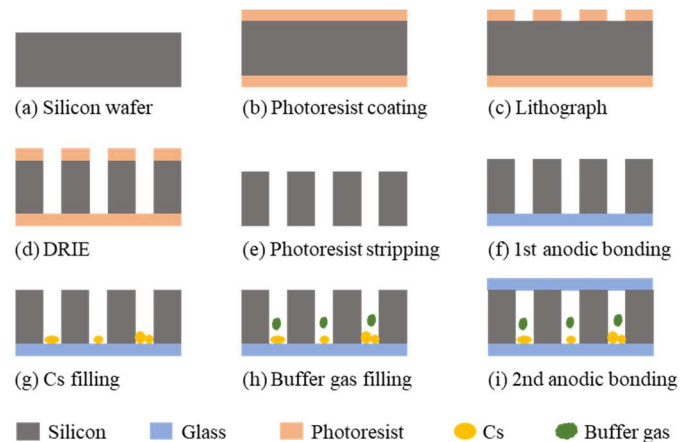 (a) Silicon wafer
(b) Photoresist coating
(c) Lithograph
(d) DRIE
(e) Photoresist stripping
(f) 1st anodic bonding
(g) Cs filling
(h) Buffer gas filling
(i) 2nd anodic bonding
Silicon
Glass
Photoresist
Cs
Buffer gas